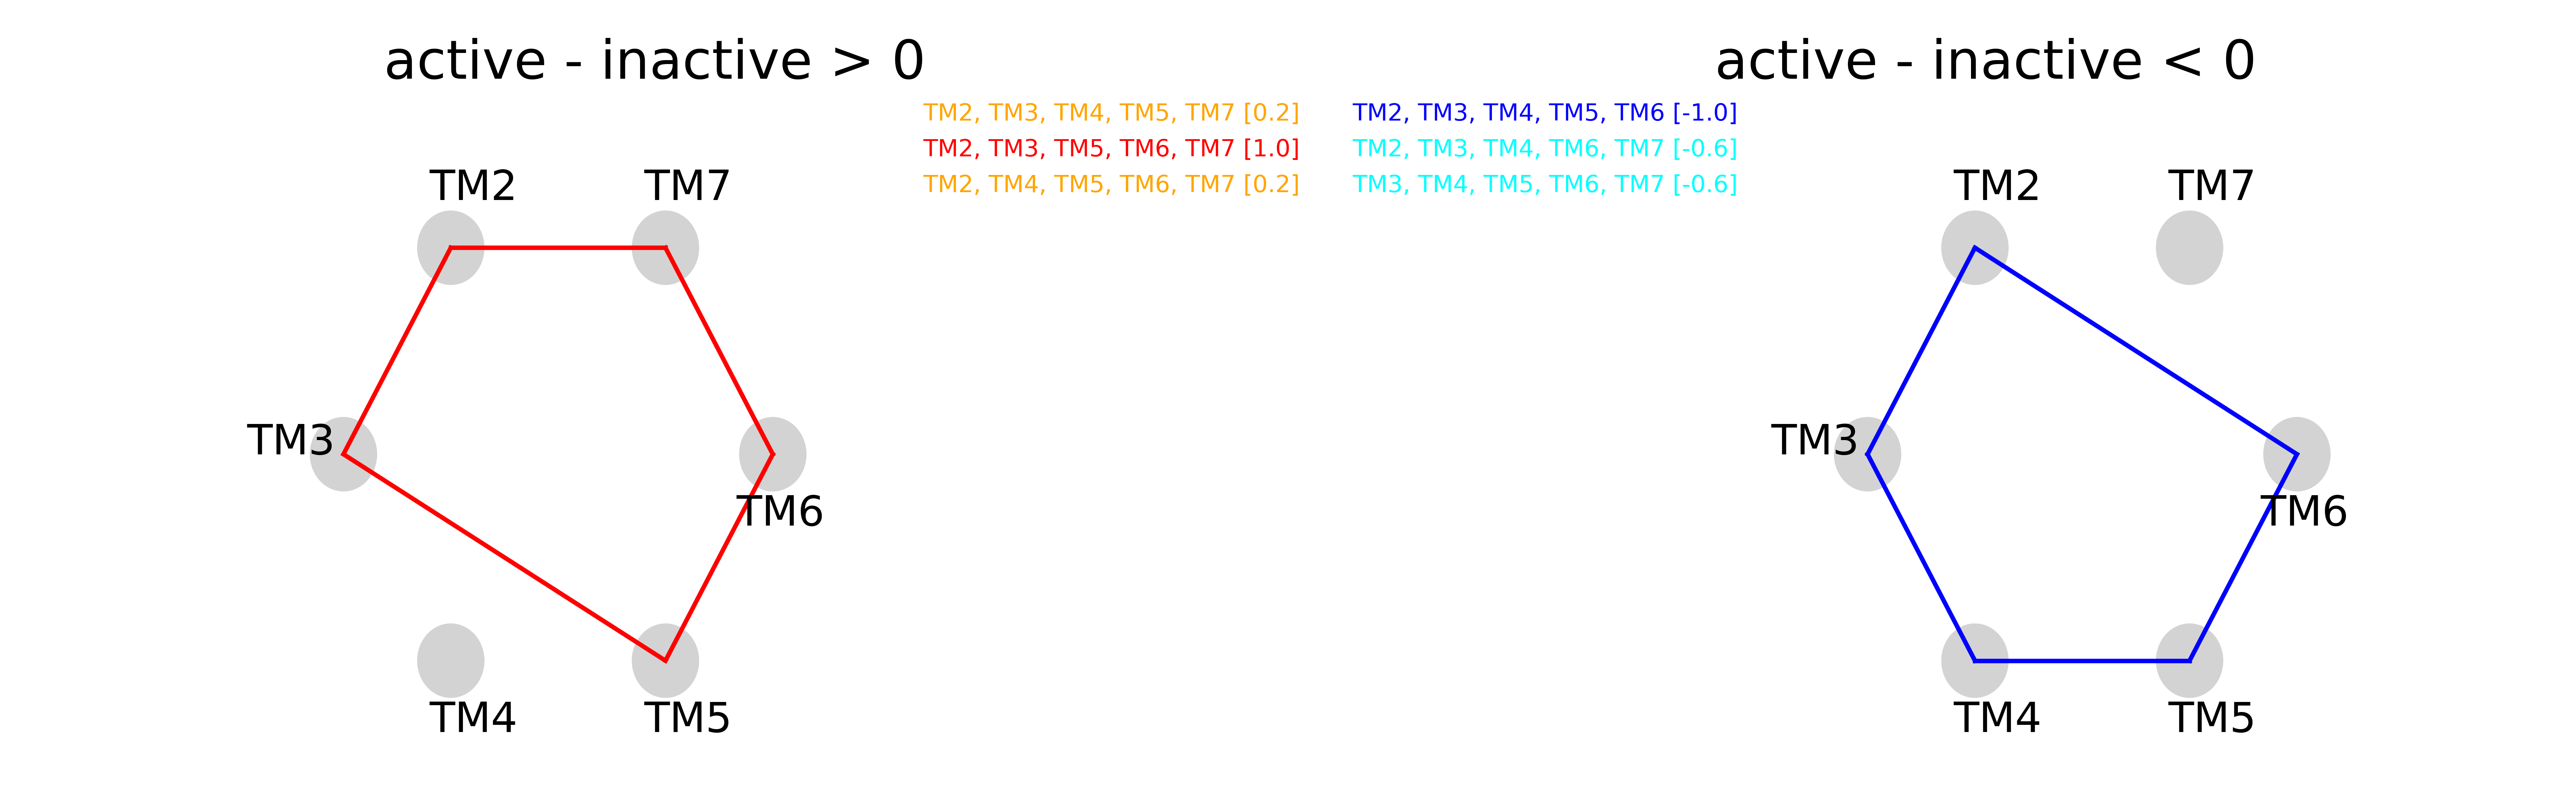 active - inactive > 0
TM2, TM3, TM4, TM5, TM7 [0.2]
TM2, TM3, TM5, TM6, TM7 [1.0]
TM2, TM4, TM5, TM6, TM7 [0.2]
TM2
TM7
TM3
TM6
TM4
TM5
active - inactive < 0
TM2, TM3, TM4, TM5, TM6 [-1.0]
TM2, TM3, TM4, TM6, TM7 [-0.6]
TM3, TM4, TM5, TM6, TM7 [-0.6]
TM2
TM7
TM3
TM6
TM4
TM5